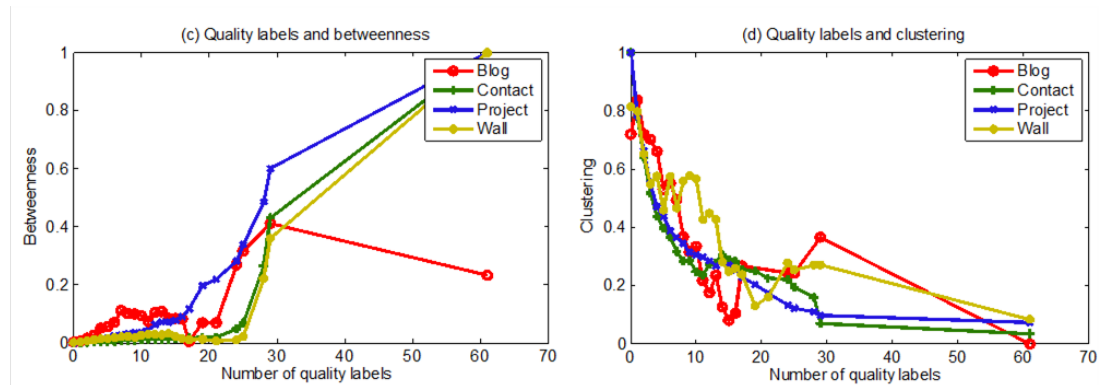 (c) Quality labels and betweenness
1
0.8
0.6
0.4
0.2
0
Betweenness
Blog
Contact
Project
Wall
0 10 20 30 40 50 60 70
Number of quality labels
(d) Quality labels and clustering
1
0.8
0.6
0.4
0.2
0
Clustering
Blog
Contact
Project
Wall
0 10 20 30 40 50 60 70
Number of quality labels